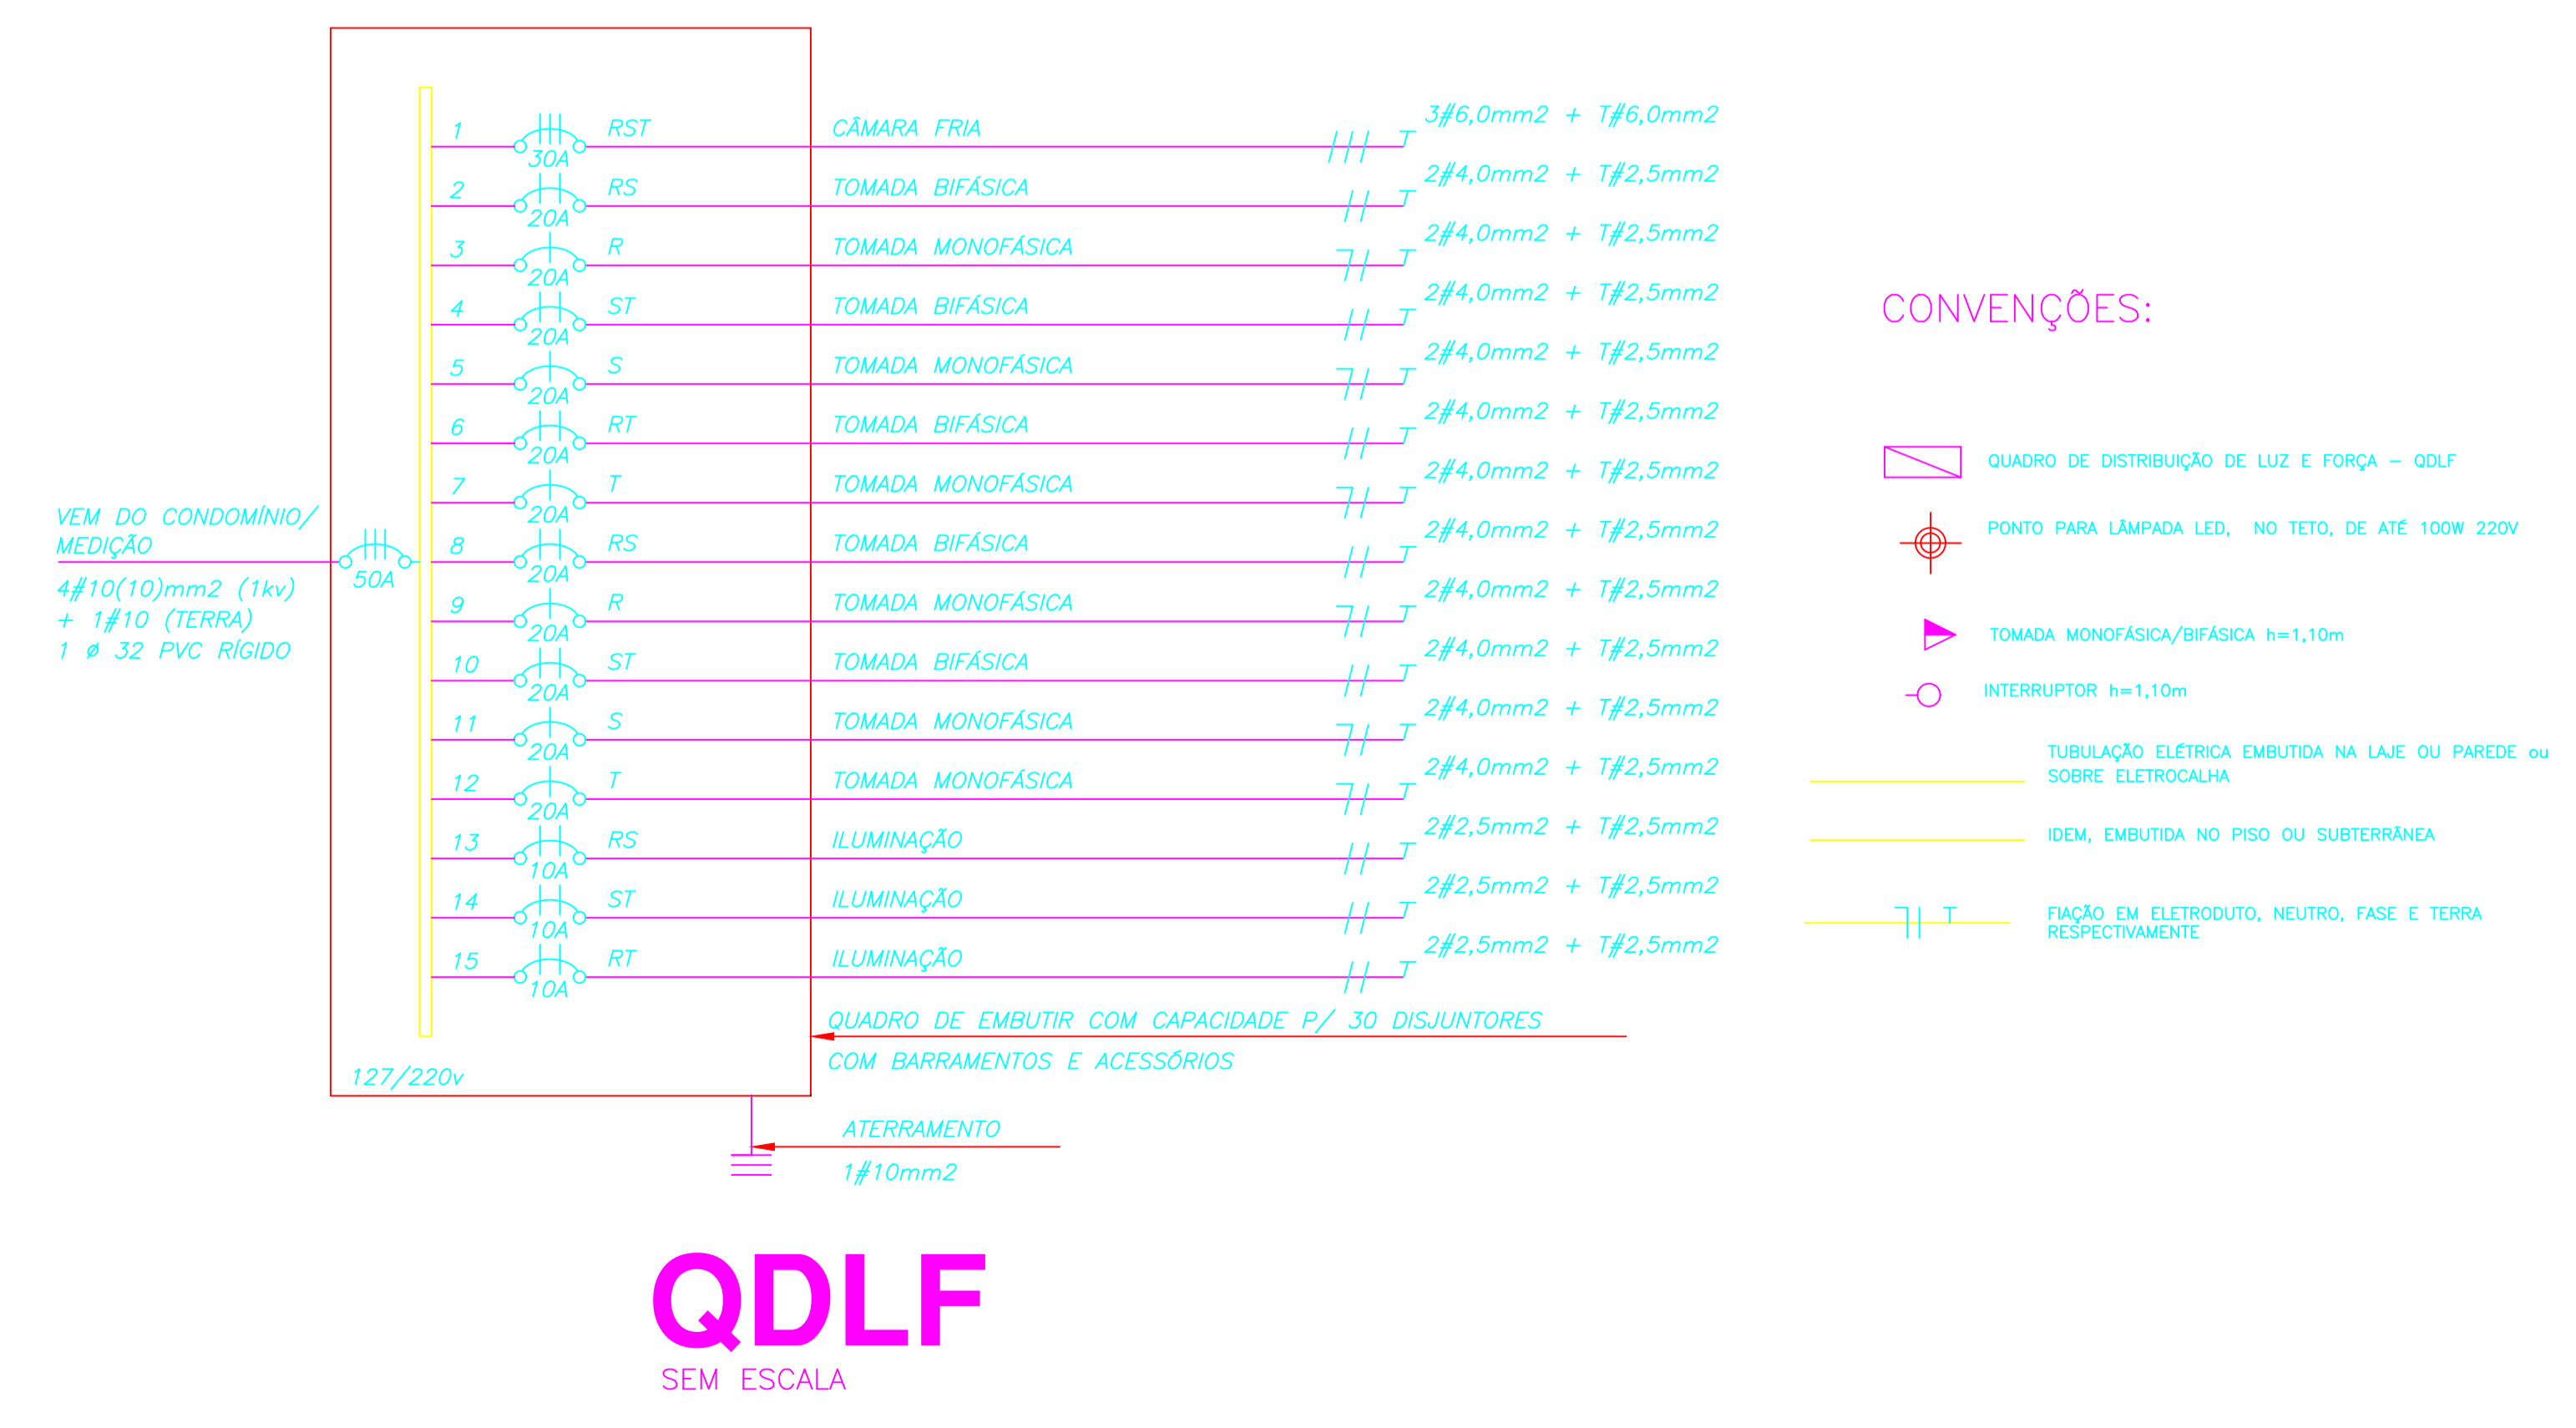 1 30A RST CÂMARA FRIA 3#6,0mm2 + T#6,0mm2
2 20A RS TOMADA BIFÁSICA 2#4,0mm2 + T#2,5mm2
3 20A R TOMADA MONOFÁSICA 2#4,0mm2 + T#2,5mm2
4 20A ST TOMADA BIFÁSICA 2#4,0mm2 + T#2,5mm2
5 20A S TOMADA MONOFÁSICA 2#4,0mm2 + T#2,5mm2
6 20A RT TOMADA BIFÁSICA 2#4,0mm2 + T#2,5mm2
7 20A T TOMADA MONOFÁSICA 2#4,0mm2 + T#2,5mm2
8 20A RS TOMADA BIFÁSICA 2#4,0mm2 + T#2,5mm2
9 20A R TOMADA MONOFÁSICA 2#4,0mm2 + T#2,5mm2
10 20A ST TOMADA BIFÁSICA 2#4,0mm2 + T#2,5mm2
11 20A S TOMADA MONOFÁSICA 2#4,0mm2 + T#2,5mm2
12 20A T TOMADA MONOFÁSICA 2#4,0mm2 + T#2,5mm2
13 10A RS ILUMINAÇÃO 2#2,5mm2 + T#2,5mm2
14 10A ST ILUMINAÇÃO 2#2,5mm2 + T#2,5mm2
15 10A RT ILUMINAÇÃO 2#2,5mm2 + T#2,5mm2
VEM DO CONDOMÍNIO/
MEDIÇÃO
50A
4#10(10)mm2 (1kv)
+ 1#10 (TERRA)
1 ø 32 PVC RÍGIDO
127/220v
QUADRO DE EMBUTIR COM CAPACIDADE P/ 30 DISJUNTORES
COM BARRAMENTOS E ACESSÓRIOS
ATERRAMENTO
1#10mm2
QDLF
SEM ESCALA
CONVENÇÕES:
QUADRO DE DISTRIBUIÇÃO DE LUZ E FORÇA – QDLF
PONTO PARA LÂMPADA LED, NO TETO, DE ATÉ 100W 220V
TOMADA MONOFÁSICA/BIFÁSICA h=1,10m
INTERRUPTOR h=1,10m
TUBULAÇÃO ELÉTRICA EMBUTIDA NA LAJE OU PAREDE ou
SOBRE ELETROCALHA
IDEM, EMBUTIDA NO PISO OU SUBTERRÂNEA
FIAÇÃO EM ELETRODUTO, NEUTRO, FASE E TERRA
RESPECTIVAMENTE